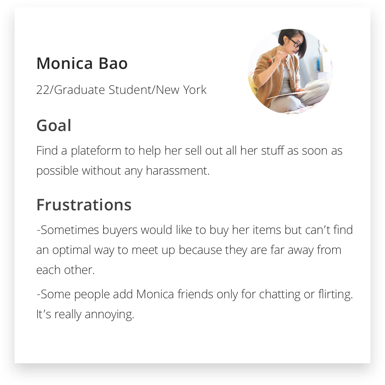 Monica Bao
22/Graduate Student/New York
Goal
Find a plateform to help her sell out all her stuff as soon as
possible without any harassment.
Frustrations
-Sometimes buyers would like to buy her items but can't find
an optimal way to meet up because they are far away from
each other.
-Some people add Monica friends only for chatting or flirting.
It's really annoying.